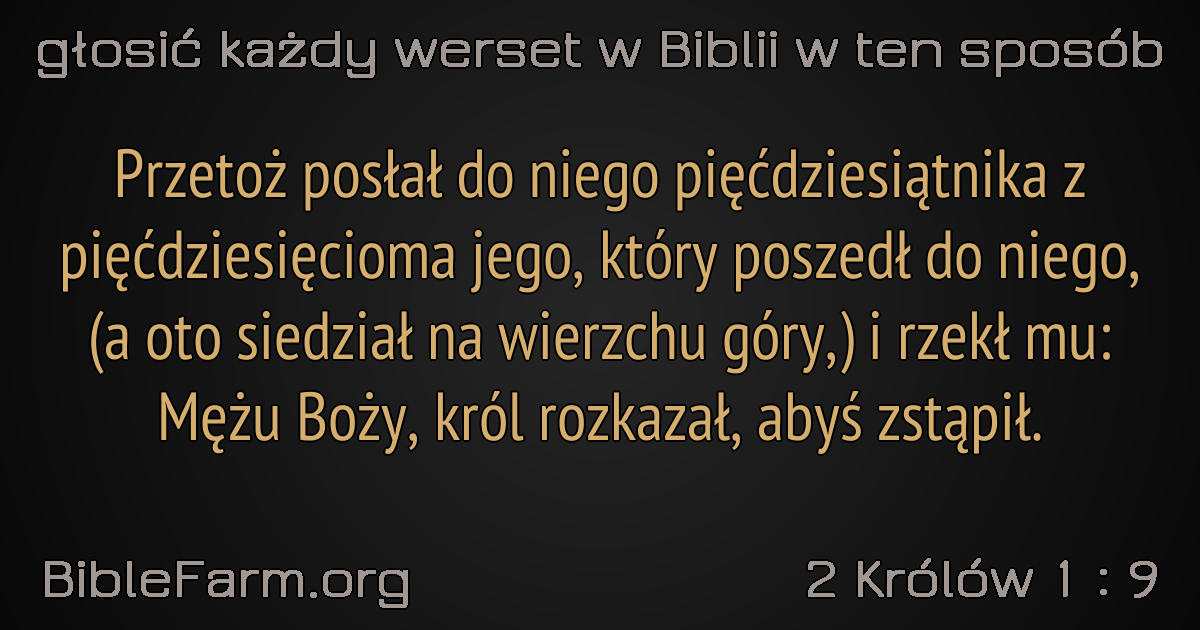 głosić każdy werset w Biblii w ten sposób
Przetoż posłał do niego pięćdziesiątnika z
pięćdziesięcioma jego, który poszedł do niego,
(a oto siedział na wierzchu góry,) i rzekł mu:
Mężu Boży, król rozkazał, abyś zstąpił.
BibleFarm.org
2 Królów 1 : 9